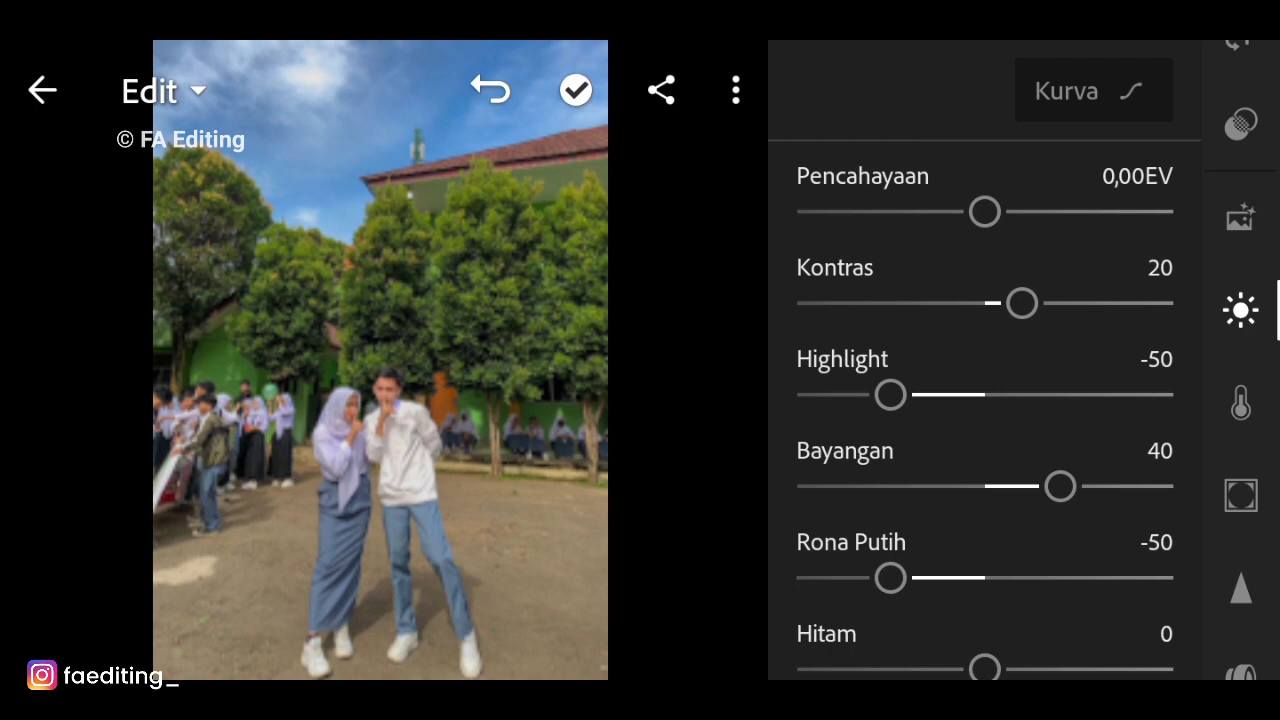 Edit
© FA Editing
Kurva
Pencahayaan 0,00EV
Kontras 20
Highlight -50
Bayangan 40
Rona Putih -50
Hitam 0
faediting_